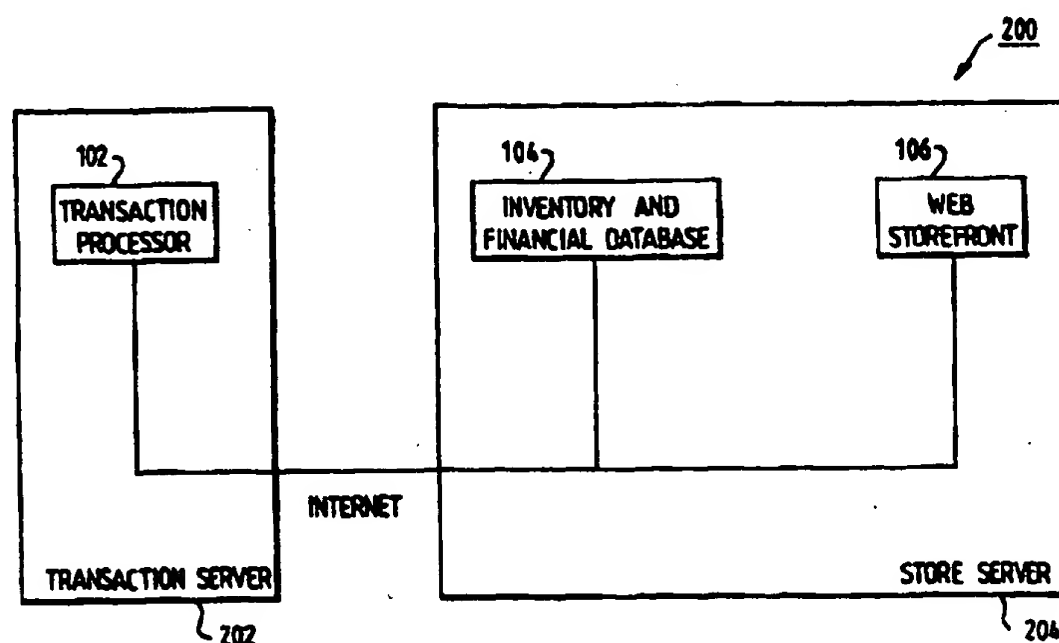 200
102
TRANSACTION
PROCESSOR
104
INVENTORY AND
FINANCIAL DATABASE
106
WEB
STOREFRONT
INTERNET
TRANSACTION SERVER
202
STORE SERVER
204